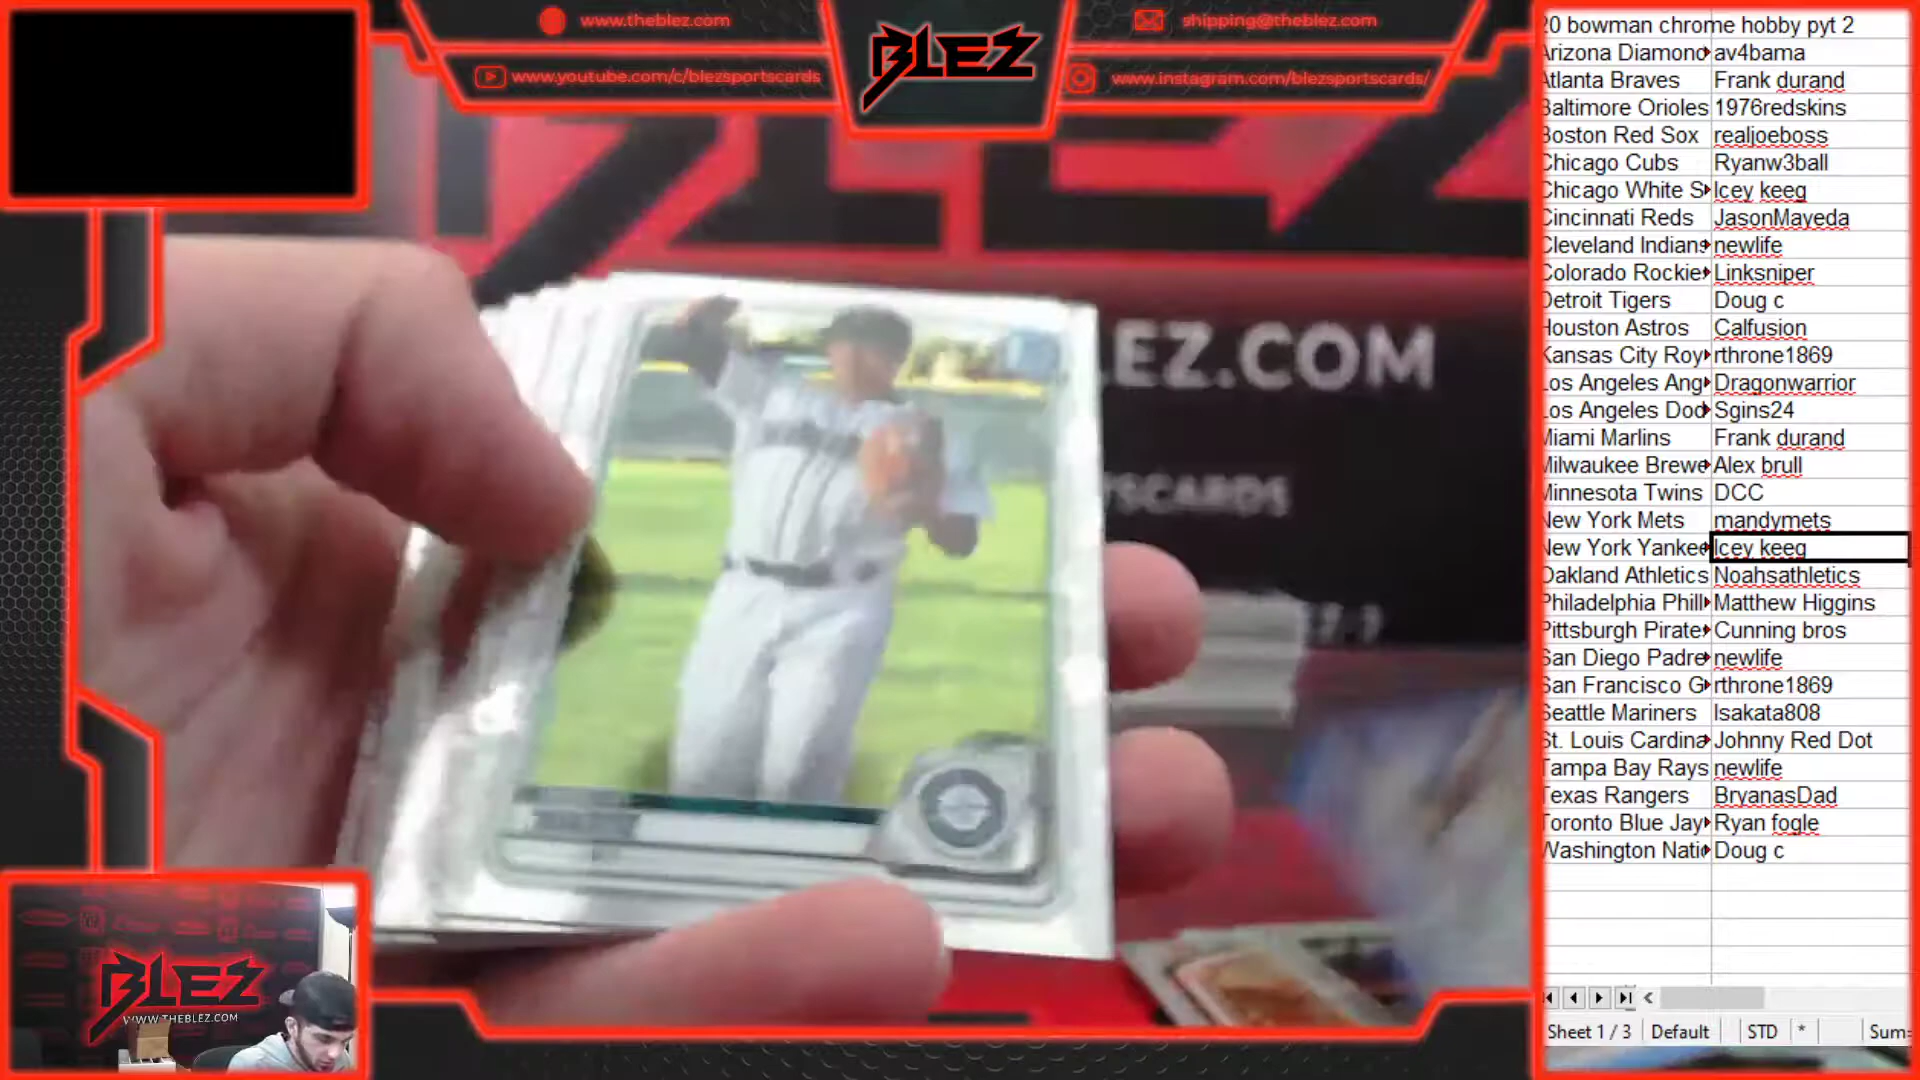 www.theblez.com
BLEZ
shipping@theblez.com
www.youtube.com/c/blezsportscards
www.instagram.com/blezsportscards/
EZ.COM
SCARDS
20 bowman chrome hobby pyt 2
Arizona Diamond av4bama
Atlanta Braves Frank durand
Baltimore Orioles 1976redskins
Boston Red Sox realjoeboss
Chicago Cubs Ryanw3ball
Chicago White S Icey keeg
Cincinnati Reds JasonMayeda
Cleveland Indians newlife
Colorado Rockie Linksniper
Detroit Tigers Doug c
Houston Astros Calfusion
Kansas City Roy rthrone1869
Los Angeles Ang Dragonwarrior
Los Angeles Dod Sgins24
Miami Marlins Frank durand
Milwaukee Brewe Alex brull
Minnesota Twins DCC
New York Mets mandymets
New York Yankee Icey keeg
Oakland Athletics Noahsathletics
Philadelphia Phill Matthew Higgins
Pittsburgh Pirate Cunning bros
San Diego Padre newlife
San Francisco G rthrone1869
Seattle Mariners Isakata808
St. Louis Cardina Johnny Red Dot
Tampa Bay Rays newlife
Texas Rangers BryanasDad
Toronto Blue Jay Ryan fogle
Washington Nati Doug c
Sheet 1 / 3 Default STD * Sum=
BLEZ
WWW.THEBLEZ.COM